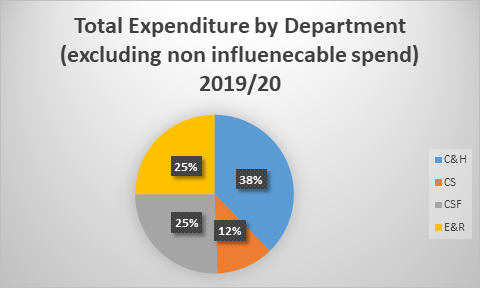 Total Expenditure by Department
(excluding non influenecable spend)
2019/20
38%
12%
25%
25%
C&H
CS
CSF
E&R